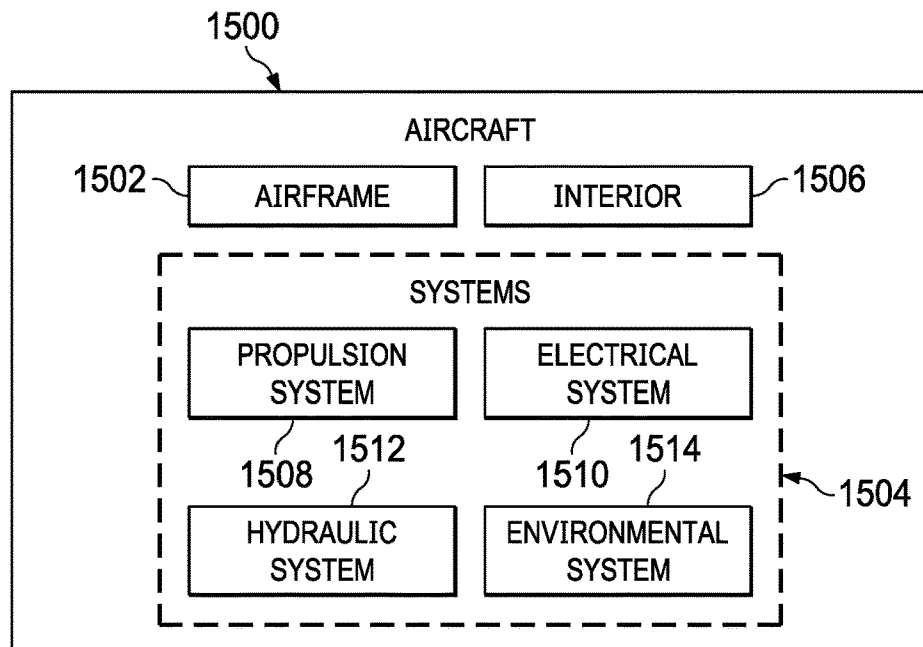 1500
AIRCRAFT
1502
AIRFRAME
INTERIOR
1506
SYSTEMS
PROPULSION
SYSTEM
ELECTRICAL
SYSTEM
1508
1512
1510
1514
1504
HYDRAULIC
SYSTEM
ENVIRONMENTAL
SYSTEM